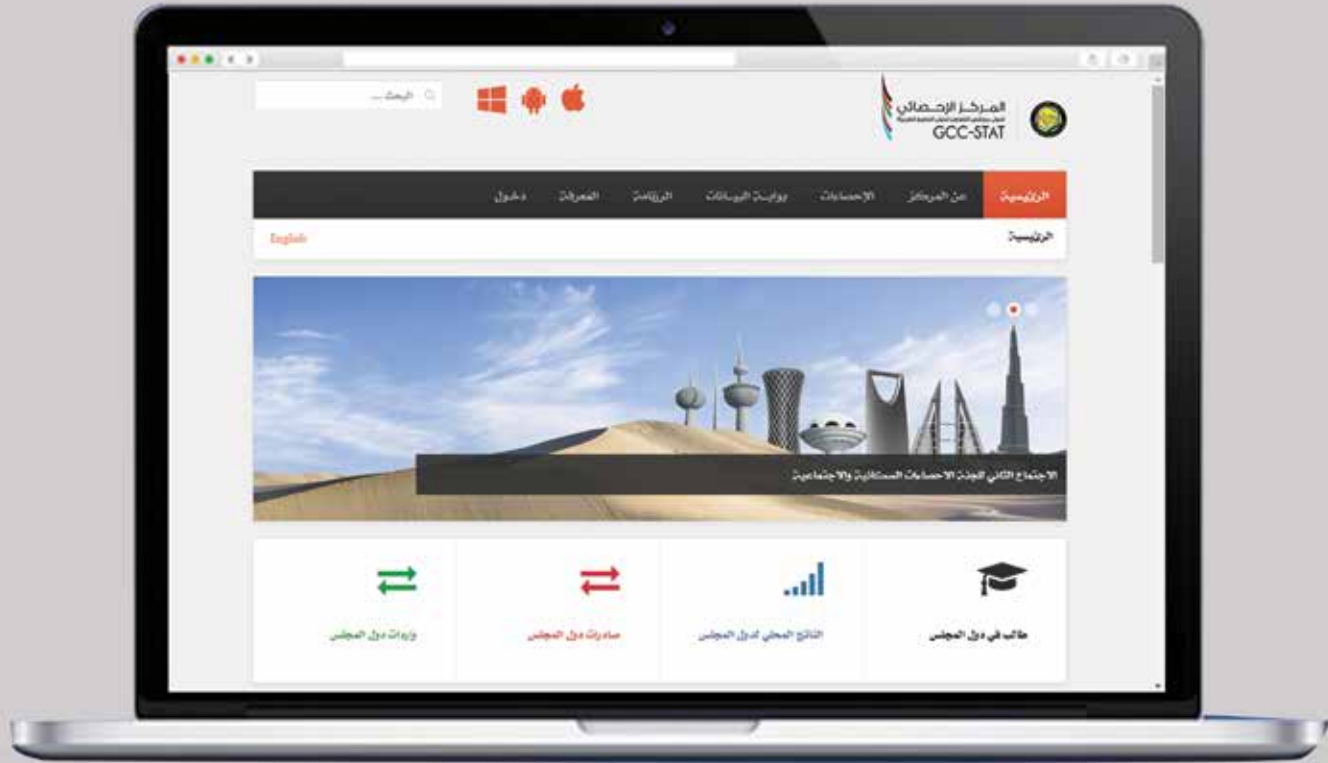 البحث ...
المركز الإحصائي
GCC-STAT
الرئيسية
عن المركز
الإحصاءات
بوابة البيانات
الرزنامة
المعرفة
دخول
الرئيسية
English
الاجتماع الثاني للجنة الاحصاءات السكانية والاجتماعية
طالب في دول المجلس
الناتج المحلي لدول المجلس
صادرات دول المجلس
واردات دول المجلس